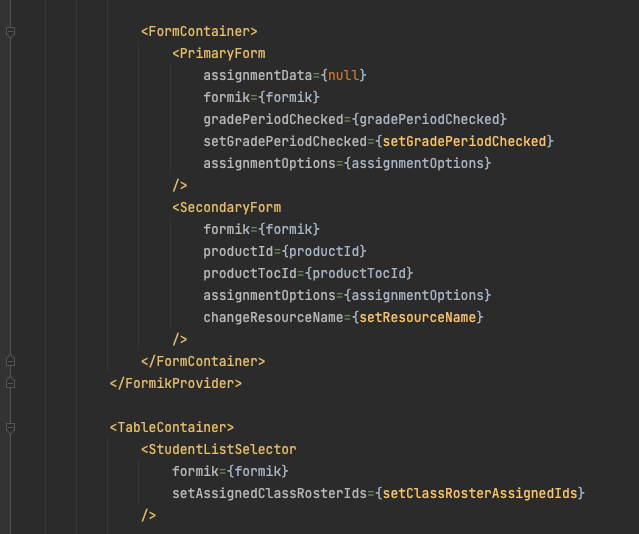 <FormContainer>
<PrimaryForm
assignmentData={null}
formik={formik}
gradePeriodChecked={gradePeriodChecked}
setGradePeriodChecked={setGradePeriodChecked}
assignmentOptions={assignmentOptions}
/>
<SecondaryForm
formik={formik}
productId={productId}
productTocId={productTocId}
assignmentOptions={assignmentOptions}
changeResourceName={setResourceName}
/>
</FormContainer>
</FormikProvider>
<TableContainer>
<StudentListSelector
formik={formik}
setAssignedClassRosterIds={setClassRosterAssignedIds}
/>